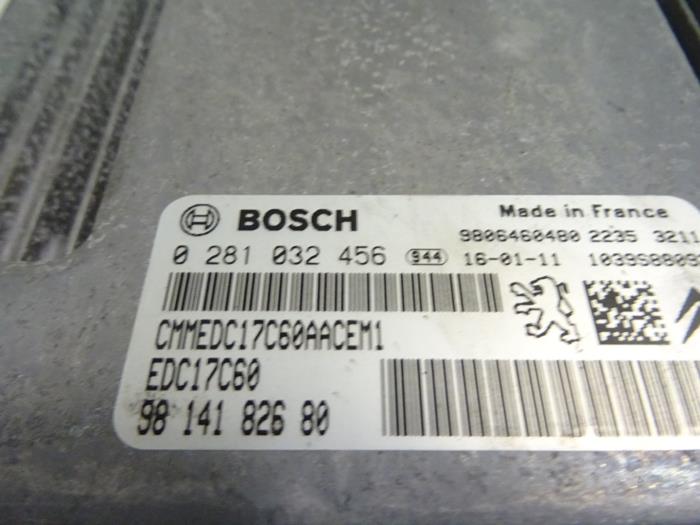 BOSCH
Made in France
0 281 032 456 944
9806460480 2235 3211
16-01-11 1039S8809
CMMEDC17C60AACEM1
EDC17C60
98 141 826 80